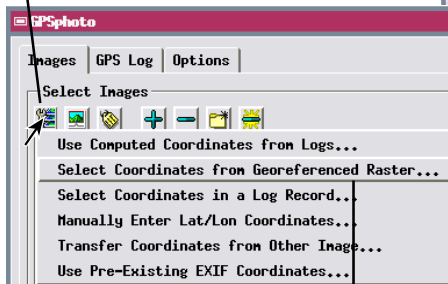 GPSphoto
Images GPS Log Options
Select Images
Use Computed Coordinates from Logs...
Select Coordinates from Georeferenced Raster...
Select Coordinates in a Log Record...
Manually Enter Lat/Lon Coordinates...
Transfer Coordinates from Other Image...
Use Pre-Existing EXIF Coordinates...